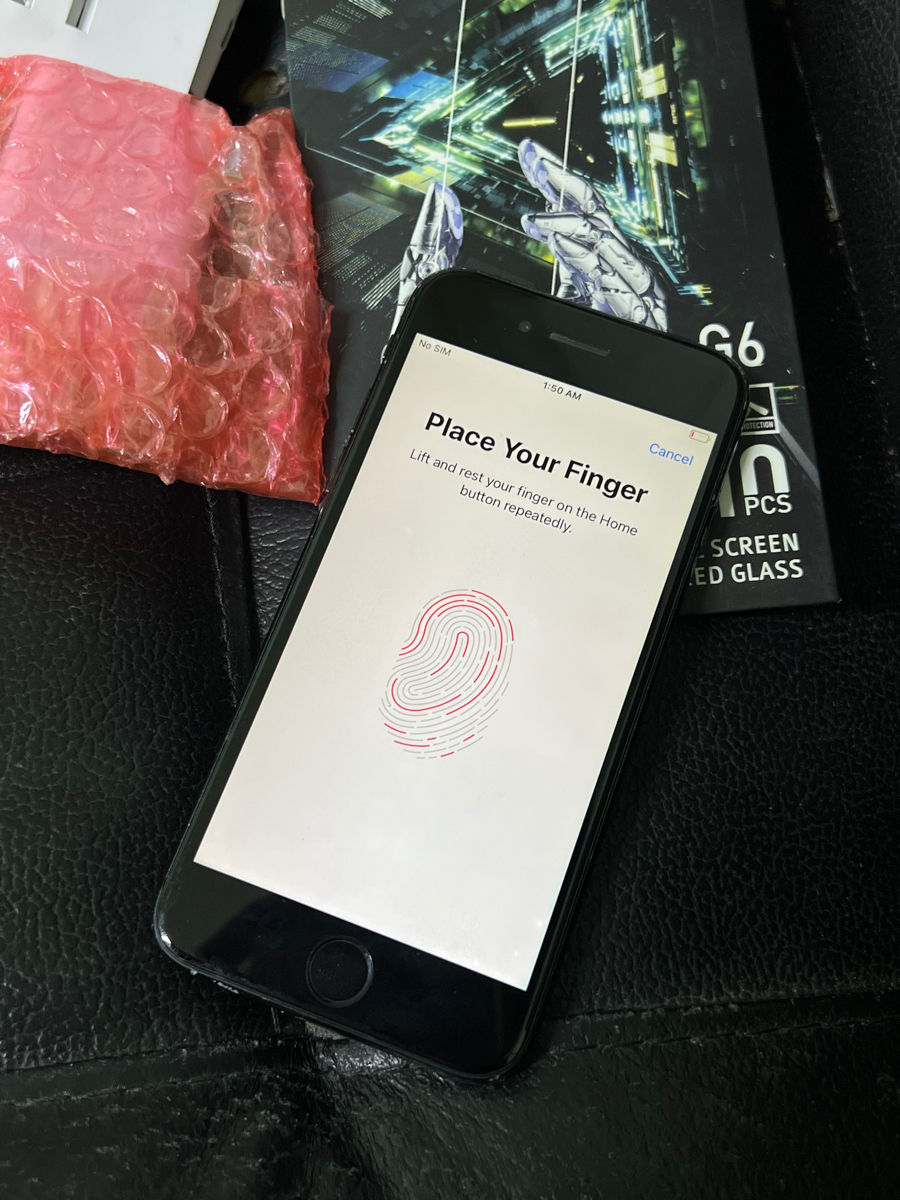 No SIM
1:50 AM
Cancel
Place Your Finger
Lift and rest your finger on the Home
button repeatedly.
G6
PCS
SCREEN
GLASS